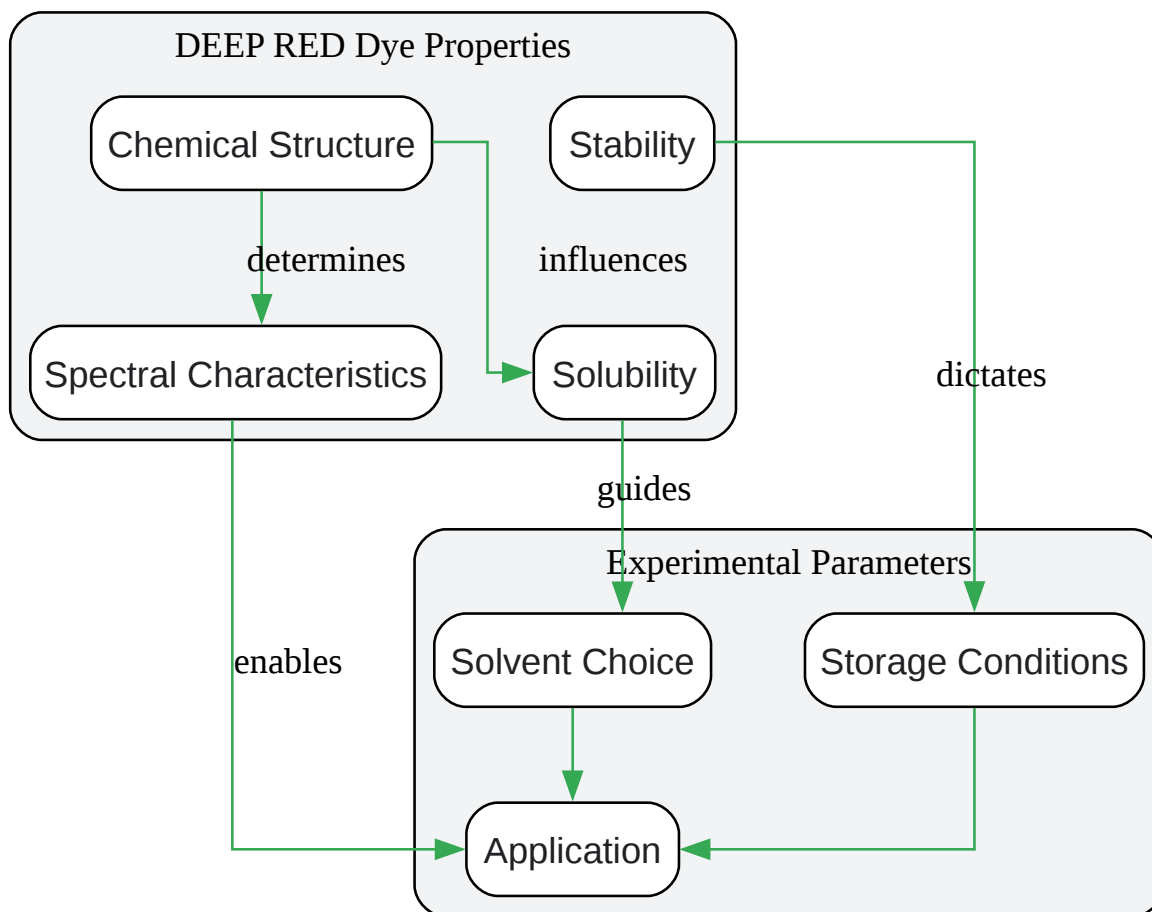 DEEP RED Dye Properties
Chemical Structure
Stability
determines
influences
Spectral Characteristics
Solubility
dictates
guides
Experimental Parameters
Solvent Choice
Storage Conditions
enables
Application